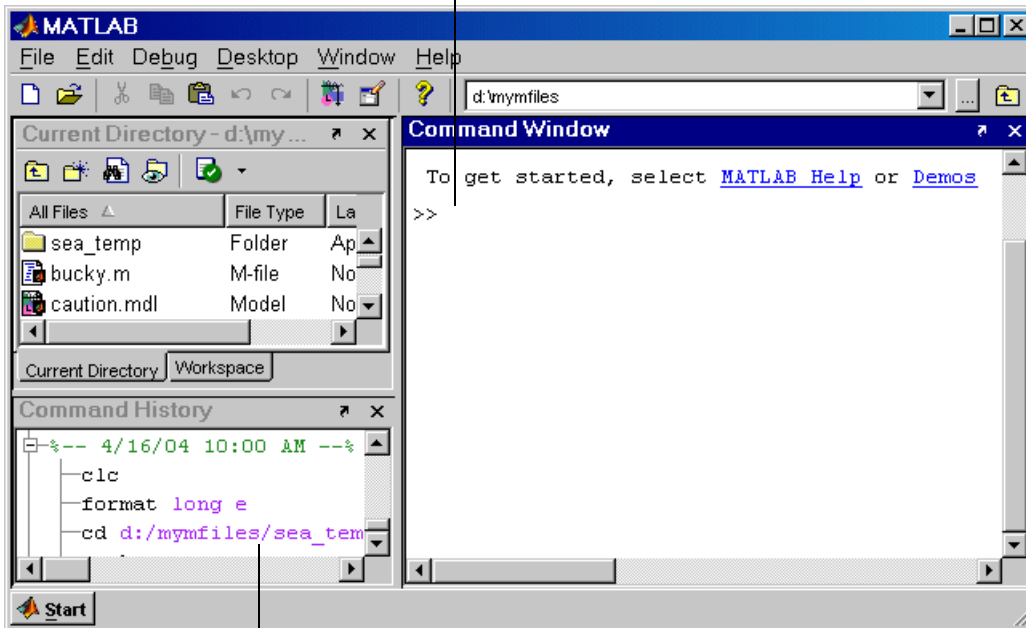 MATLAB
File Edit Debug Desktop Window Help
d:\mymfiles
...
Current Directory - d:\my ...
All Files File Type La
sea_temp Folder Ap
bucky.m M-file No
caution.mdl Model No
Current Directory Workspace
Command History
%-- 4/16/04 10:00 AM --%
clc
format long e
cd d:/mymfiles/sea_tem
Command Window
To get started, select MATLAB Help or Demos
>>
Start